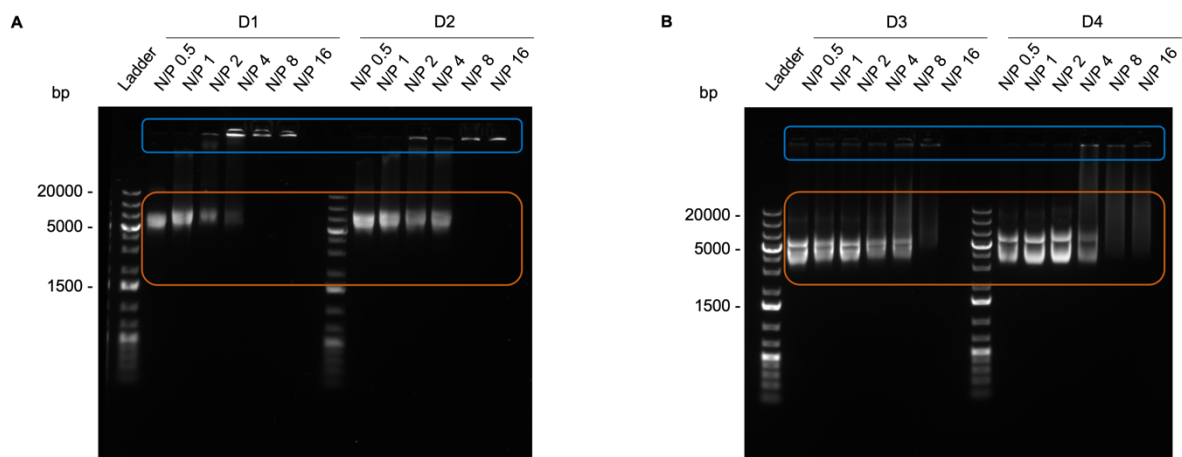 A
D1 D2
Ladder N/P 0.5 N/P 1 N/P 2 N/P 4 N/P 8 N/P 16 N/P 0.5 N/P 1 N/P 2 N/P 4 N/P 8 N/P 16
bp
20000 -
5000 -
1500 -
B
D3 D4
Ladder N/P 0.5 N/P 1 N/P 2 N/P 4 N/P 8 N/P 16 N/P 0.5 N/P 1 N/P 2 N/P 4 N/P 8 N/P 16
bp
20000 -
5000 -
1500 -